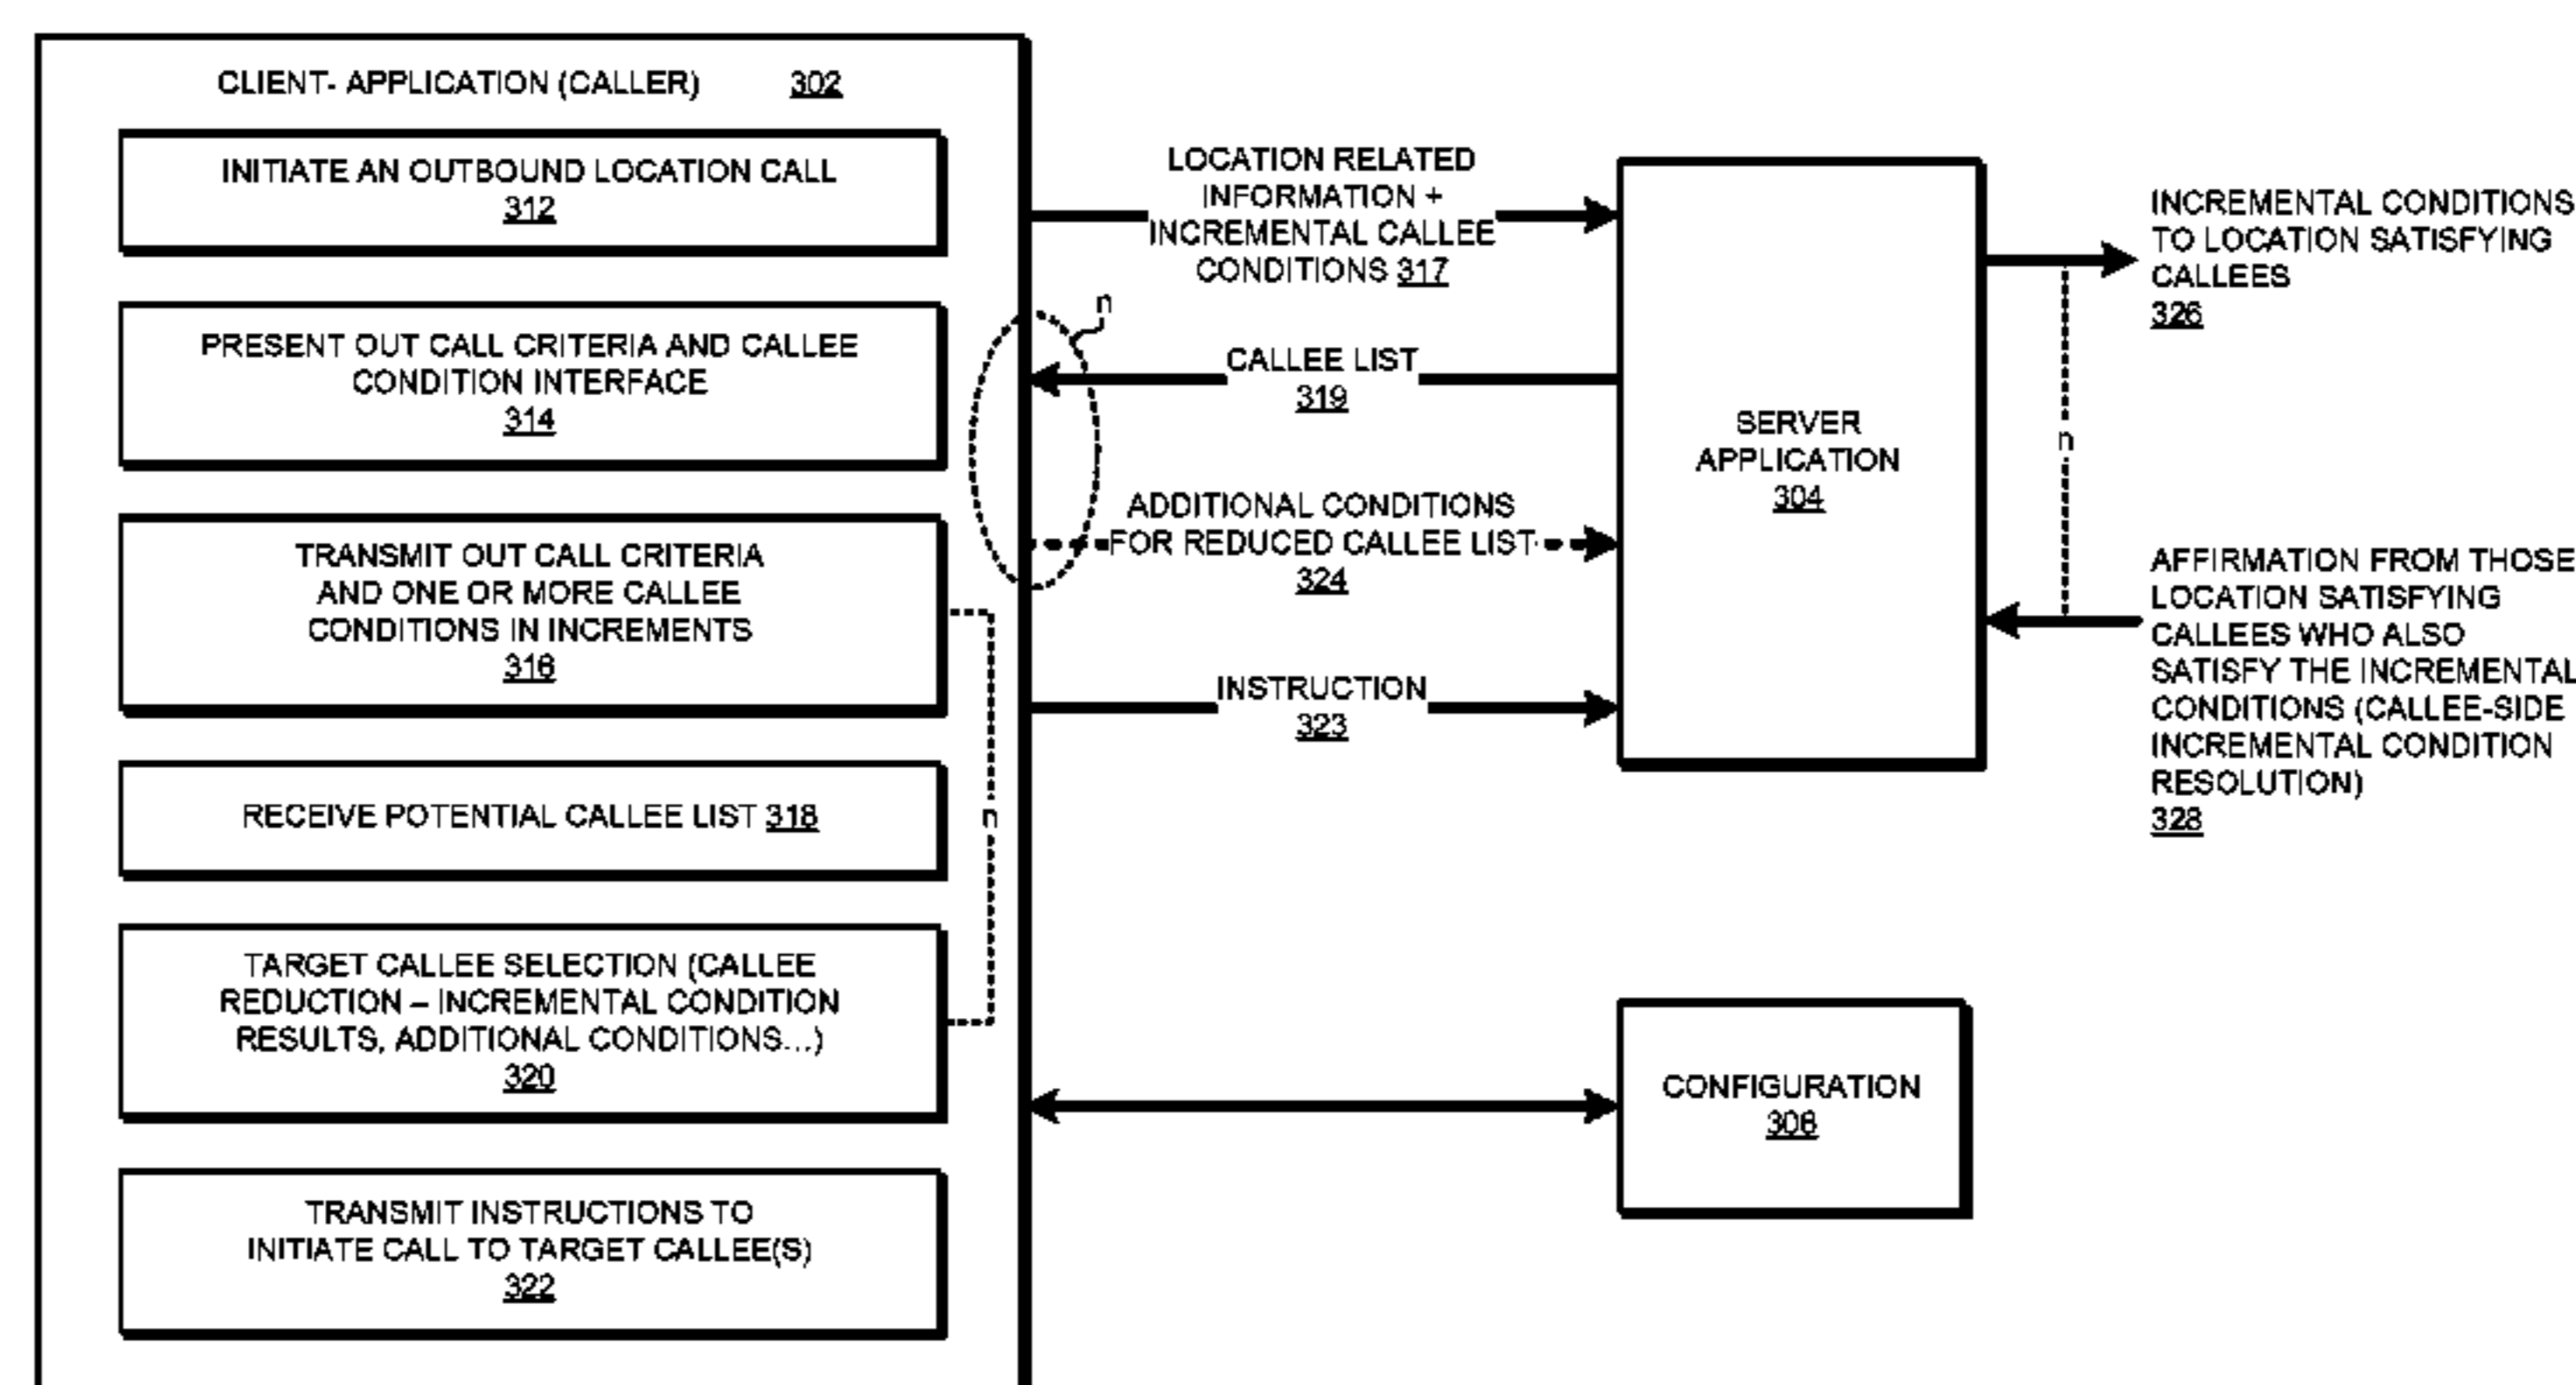 CLIENT- APPLICATION (CALLER) 302
INITIATE AN OUTBOUND LOCATION CALL
312
PRESENT OUT CALL CRITERIA AND CALLEE
CONDITION INTERFACE
314
TRANSMIT OUT CALL CRITERIA
AND ONE OR MORE CALLEE
CONDITIONS IN INCREMENTS
316
RECEIVE POTENTIAL CALLEE LIST 318
TARGET CALLEE SELECTION (CALLEE
REDUCTION – INCREMENTAL CONDITION
RESULTS, ADDITIONAL CONDITIONS...)
320
TRANSMIT INSTRUCTIONS TO
INITIATE CALL TO TARGET CALLEE(S)
322
n
n
LOCATION RELATED
INFORMATION +
INCREMENTAL CALLEE
CONDITIONS 317
CALLEE LIST
319
ADDITIONAL CONDITIONS
FOR REDUCED CALLEE LIST
324
INSTRUCTION
323
SERVER
APPLICATION
304
CONFIGURATION
306
INCREMENTAL CONDITIONS
TO LOCATION SATISFYING
CALLEES
326
n
AFFIRMATION FROM THOSE
LOCATION SATISFYING
CALLEES WHO ALSO
SATISFY THE INCREMENTAL
CONDITIONS (CALLEE-SIDE
INCREMENTAL CONDITION
RESOLUTION)
328